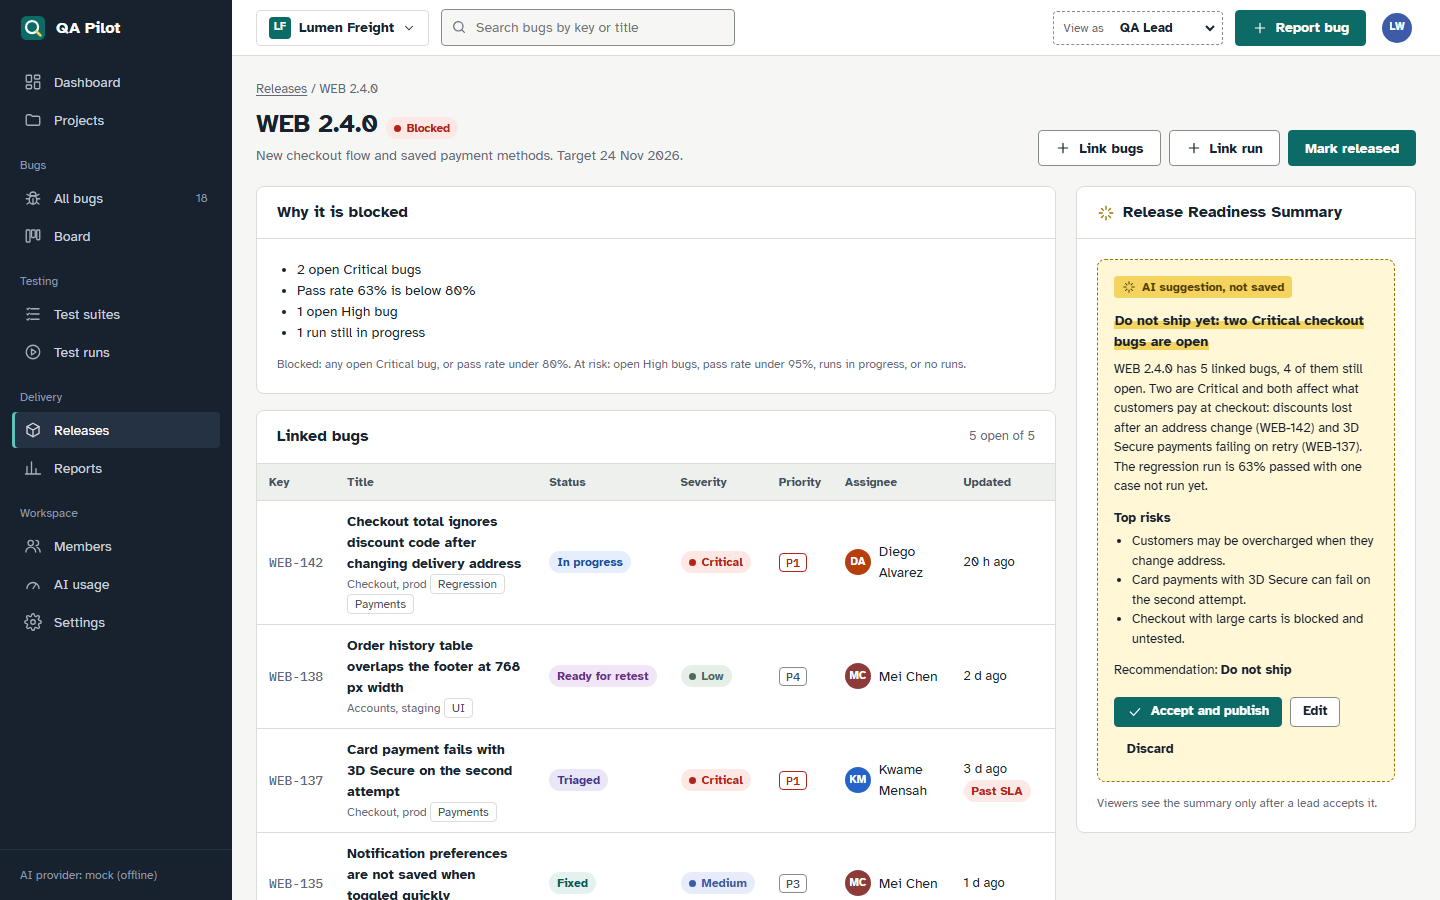 QA Pilot
Dashboard
Projects
Bugs
All bugs 18
Board
Testing
Test suites
Test runs
Delivery
Releases
Reports
Workspace
Members
AI usage
Settings
AI provider: mock (offline)
LF Lumen Freight
Search bugs by key or title
View as QA Lead
Report bug
LW
Releases / WEB 2.4.0
WEB 2.4.0 Blocked
New checkout flow and saved payment methods. Target 24 Nov 2026.
Link bugs
Link run
Mark released
Why it is blocked
2 open Critical bugs
Pass rate 63% is below 80%
1 open High bug
1 run still in progress
Blocked: any open Critical bug, or pass rate under 80%. At risk: open High bugs, pass rate under 95%, runs in progress, or no runs.
Linked bugs 5 open of 5
Key Title Status Severity Priority Assignee Updated
WEB-142
Checkout total ignores
discount code after
changing delivery address
Checkout, prod Regression
Payments
In progress
Critical
P1
DA Diego
Alvarez
20 h ago
WEB-138
Order history table
overlaps the footer at 768
px width
Accounts, staging UI
Ready for retest
Low
P4
MC Mei Chen
2 d ago
WEB-137
Card payment fails with
3D Secure on the second
attempt
Checkout, prod Payments
Triaged
Critical
P1
KM Kwame
Mensah
3 d ago
Past SLA
WEB-135
Notification preferences
are not saved when
toggled quickly
Fixed
Medium
P3
MC Mei Chen
1 d ago
Release Readiness Summary
AI suggestion, not saved
Do not ship yet: two Critical checkout
bugs are open
WEB 2.4.0 has 5 linked bugs, 4 of them still
open. Two are Critical and both affect what
customers pay at checkout: discounts lost
after an address change (WEB-142) and 3D
Secure payments failing on retry (WEB-137).
The regression run is 63% passed with one
case not run yet.
Top risks
Customers may be overcharged when they
change address.
Card payments with 3D Secure can fail on
the second attempt.
Checkout with large carts is blocked and
untested.
Recommendation: Do not ship
Accept and publish
Edit
Discard
Viewers see the summary only after a lead accepts it.